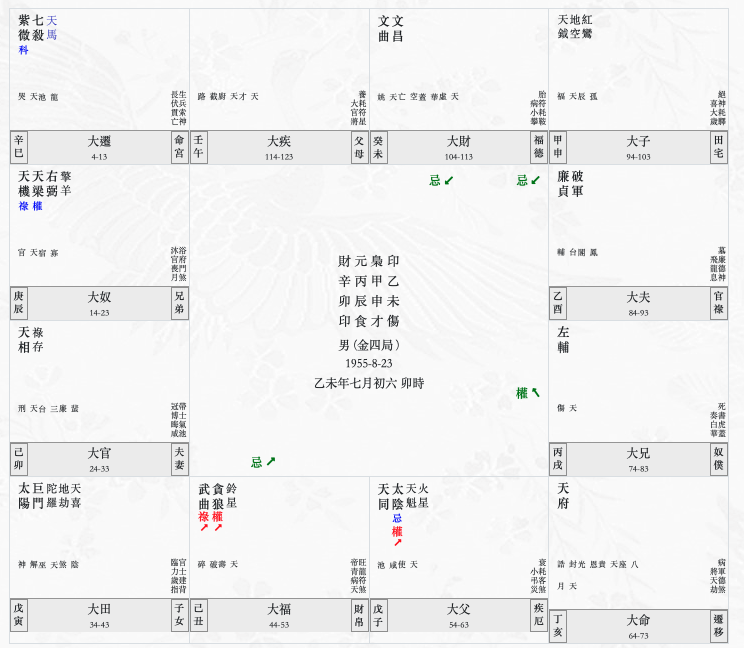 紫 七 天
微 殺 馬
科
哭 天 池 龍
長 生
伏 兵
貫 索
亡 神
辛巳
大遷
4-13
命宮
路 截 廚 天 才 天
養
大 耗
官 符
將 星
壬午
大疾
114-123
父母
文 文
曲 昌
姚 天 亡 空 蓋 華 虛 天
胎
病 符
小 耗
攀 鞍
癸未
大財
104-113
福德
天 地 紅
鉞 空 鸞
福 天 辰 孤
絕
喜 神
大 耗
歲 驛
甲申
大子
94-103
田宅
天 天 右 擎
機 梁 弼 羊
祿 權
官 天 宿 寡
沐 浴
官 府
喪 門
月 煞
庚辰
大奴
14-23
兄弟
忌 ↙
忌 ↙
財 元 梟 印
辛 丙 甲 乙
卯 辰 申 未
印 食 才 傷
男 (金四局)
1955-8-23
乙未年七月初六 卯時
權 ↖
忌 ↗
廉 破
貞 軍
輔 台 閣 鳳
墓
飛 廉
龍 德
息 神
乙酉
大夫
84-93
官祿
天 祿
相 存
刑 天 台 三 廉 蜚
冠 帶
博 士
晦 氣
咸 池
己卯
大官
24-33
夫妻
左
輔
傷 天
死
奏 書
白 虎
華 蓋
丙戌
大兄
74-83
奴僕
太 巨 陀 地 天
陽 門 羅 劫 喜
神 解 巫 天 煞 陰
臨 官
力 士
歲 建
指 背
戊寅
大田
34-43
子女
武 貪 鈴
曲 狼 星
祿 權
↗ ↗
碎 破 壽 天
帝 旺
青 龍
病 符
天 煞
己丑
大福
44-53
財帛
天 太 天 火
同 陰 魁 星
忌
權
↗
池 咸 使 天
衰
小 耗
弔 客
災 煞
戊子
大父
54-63
疾厄
天
府
誥 封 光 恩 貴 天 座 八
月 天
病
將 軍
天 德
劫 煞
丁亥
大命
64-73
遷移